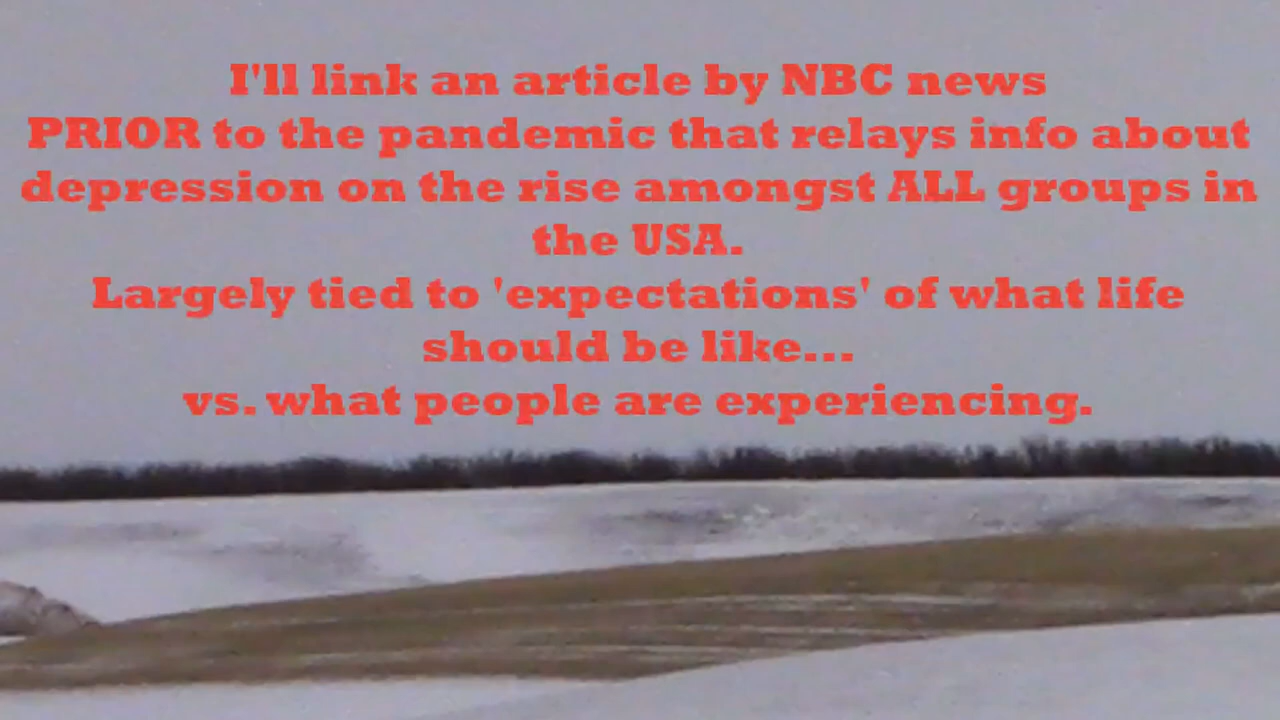 I'll link an article by NBC news
PRIOR to the pandemic that relays info about
depression on the rise amongst ALL groups in
the USA.
Largely tied to 'expectations' of what life
should be like...
vs. what people are experiencing.